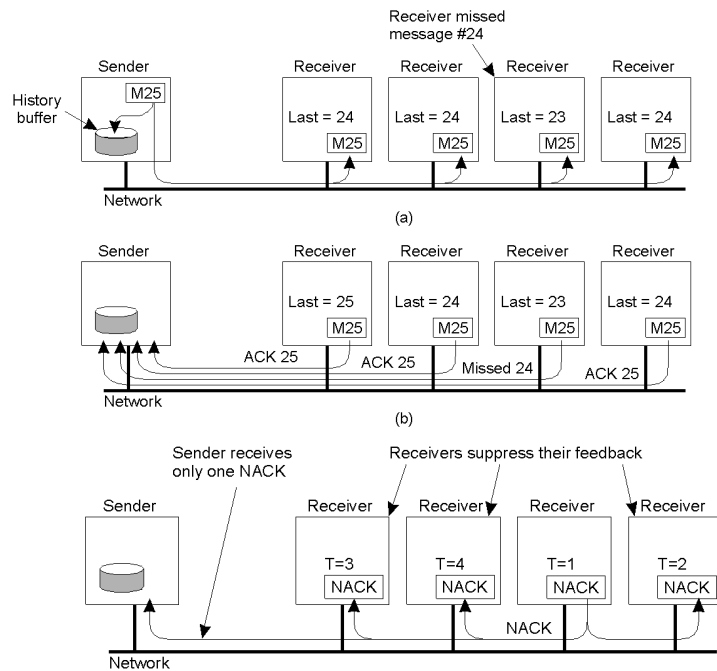 Receiver missed
message #24
Sender
Receiver
Receiver
Receiver
Receiver
History
buffer
M25
Last = 24
Last = 24
Last = 23
Last = 24
M25
M25
M25
M25
Network
(a)
Sender
Receiver
Receiver
Receiver
Receiver
Last = 25
Last = 24
Last = 23
Last = 24
M25
M25
M25
M25
ACK 25
ACK 25
Missed 24
ACK 25
Network
(b)
Sender receives
only one NACK
Receivers suppress their feedback
Sender
Receiver
Receiver
Receiver
Receiver
T=3
T=4
T=1
T=2
NACK
NACK
NACK
NACK
NACK
Network